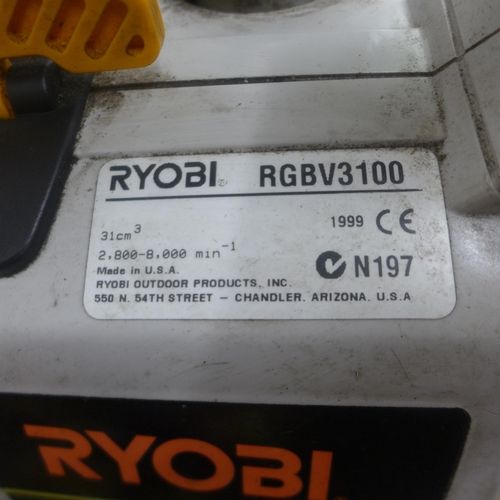 RYOBI® RGBV3100
31cm³
1999 CE
2,800-8,000 min⁻¹
Made in U.S.A.
N197
RYOBI OUTDOOR PRODUCTS, INC.
550 N. 54TH STREET — CHANDLER, ARIZONA. U.S.A
RYOBI